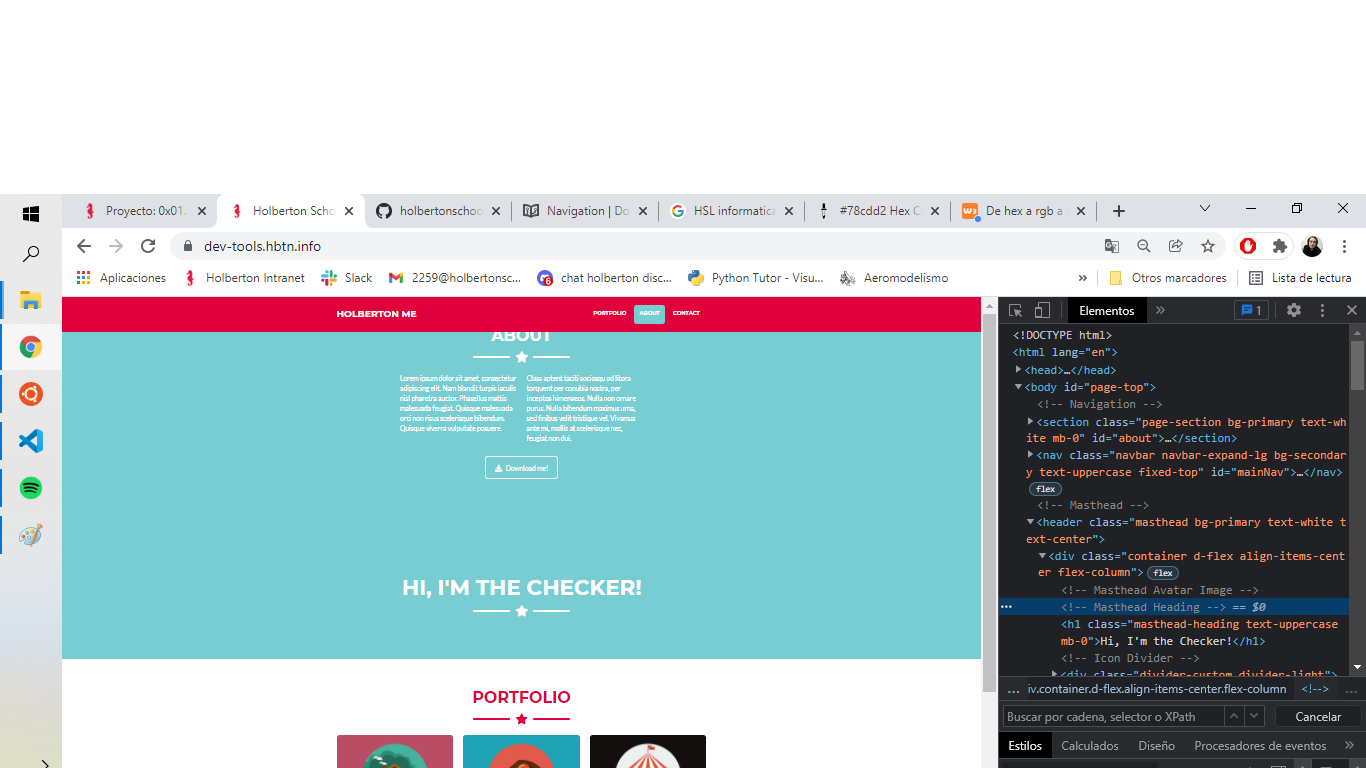 Proyecto: 0x01.
Holberton Scho
holbertonschoo
Navigation | Do
HSL informatica
#78cdd2 Hex C
De hex a rgb a
dev-tools.hbtn.info
Aplicaciones
Holberton Intranet
Slack
2259@holbertonsc...
chat holberton disc...
Python Tutor - Visu...
Aeromodelismo
»
Otros marcadores
Lista de lectura
HOLBERTON ME
PORTFOLIO
ABOUT
CONTACT
ABOUT
Lorem ipsum dolor sit amet, consectetur
adipiscing elit. Nam blandit turpis iaculis
nisl pharetra auctor. Phasellus mattis
malesuada feugiat. Quisque malesuada
orci non risus scelerisque bibendum.
Quisque viverra vulputate posuere.
Class aptent taciti sociosqu ad litora
torquent per conubia nostra, per
inceptos himenaeos. Nulla non ornare
purus. Nulla bibendum maximus urna,
sed finibus velit tristique vel. Vivamus
ante mi, mollis at scelerisque nec,
feugiat non dui.
Download me!
HI, I'M THE CHECKER!
PORTFOLIO
Elementos
»
1
<!DOCTYPE html>
<html lang="en">
<head>…</head>
<body id="page-top">
<!-- Navigation -->
<section class="page-section bg-primary text-wh
ite mb-0" id="about">…</section>
<nav class="navbar navbar-expand-lg bg-secondar
y text-uppercase fixed-top" id="mainNav">…</nav>
flex
<!-- Masthead -->
<header class="masthead bg-primary text-white t
ext-center">
<div class="container d-flex align-items-cent
er flex-column"> flex
<!-- Masthead Avatar Image -->
<!-- Masthead Heading --> == $0
<h1 class="masthead-heading text-uppercase
mb-0">Hi, I'm the Checker!</h1>
<!-- Icon Divider -->
<div class="divider-custom divider-light">
... iv.container.d-flex.align-items-center.flex-column <!--> ...
Buscar por cadena, selector o XPath
Cancelar
Estilos
Calculados
Diseño
Procesadores de eventos
»